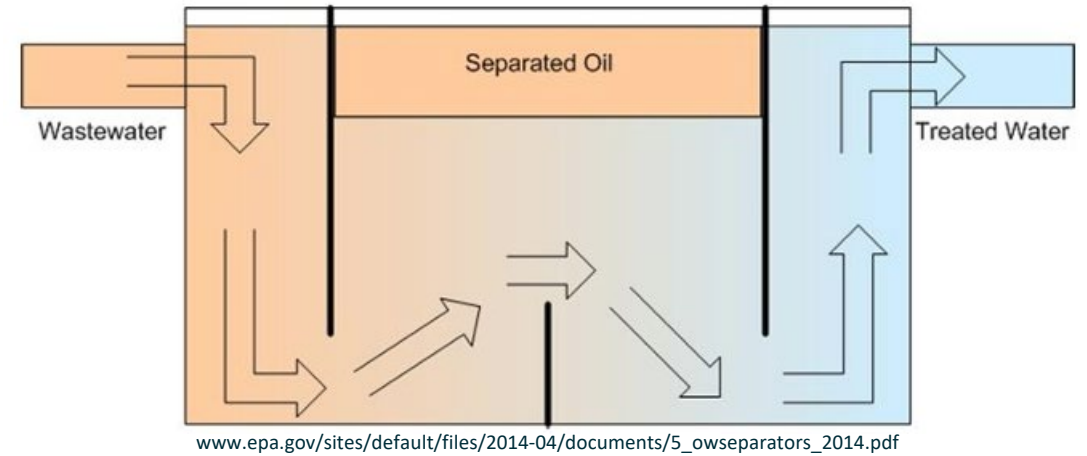 Separated Oil
Wastewater
Treated Water
www.epa.gov/sites/default/files/2014-04/documents/5_owseparators_2014.pdf